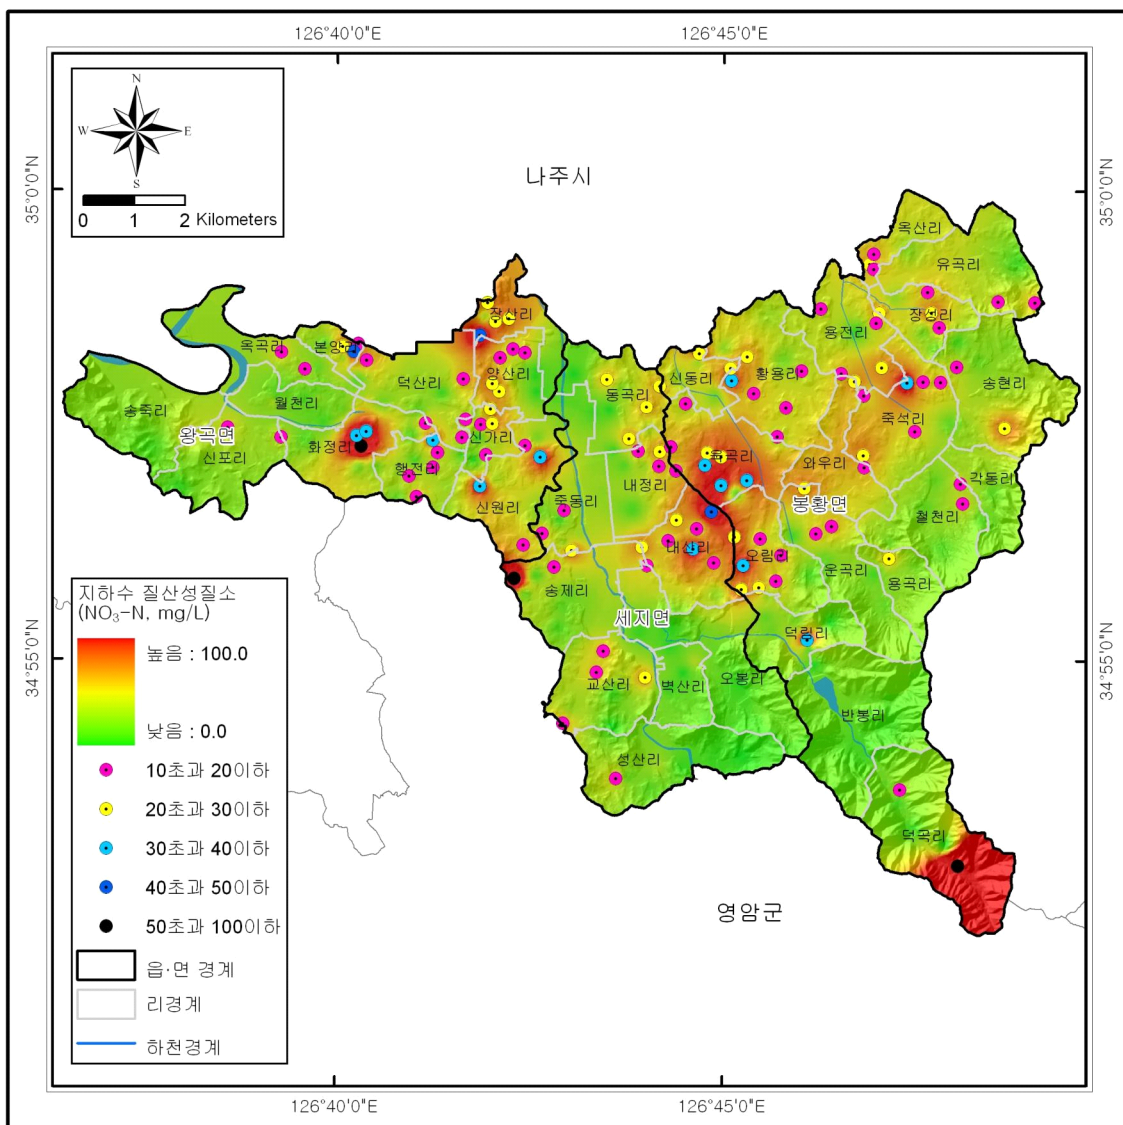 126°40'0"E
126°45'0"E
N
W
E
S
0
1
2 Kilometers
나주시
35°0'0"N
35°0'0"N
옥산리
유곡리
장산리
장성리
용전리
옥곡리
본양리
양산리
덕산리
동곡리
신동리
황용리
송현리
송죽리
월천리
죽석리
왕곡면
신가리
화정리
신포리
행전리
욱곡리
와우리
내정리
각동리
신원리
죽동리
봉황면
철천리
내산리
오림리
송제리
운곡리
용곡리
세지면
덕림리
교산리
벽산리
오봉리
반봉리
성산리
덕곡리
영암군
34°55'0"N
34°55'0"N
지하수 질산성질소
(NO₃-N, mg/L)
높음 : 100.0
낮음 : 0.0
10초과 20이하
20초과 30이하
30초과 40이하
40초과 50이하
50초과 100이하
읍·면 경계
리경계
하천경계
126°40'0"E
126°45'0"E